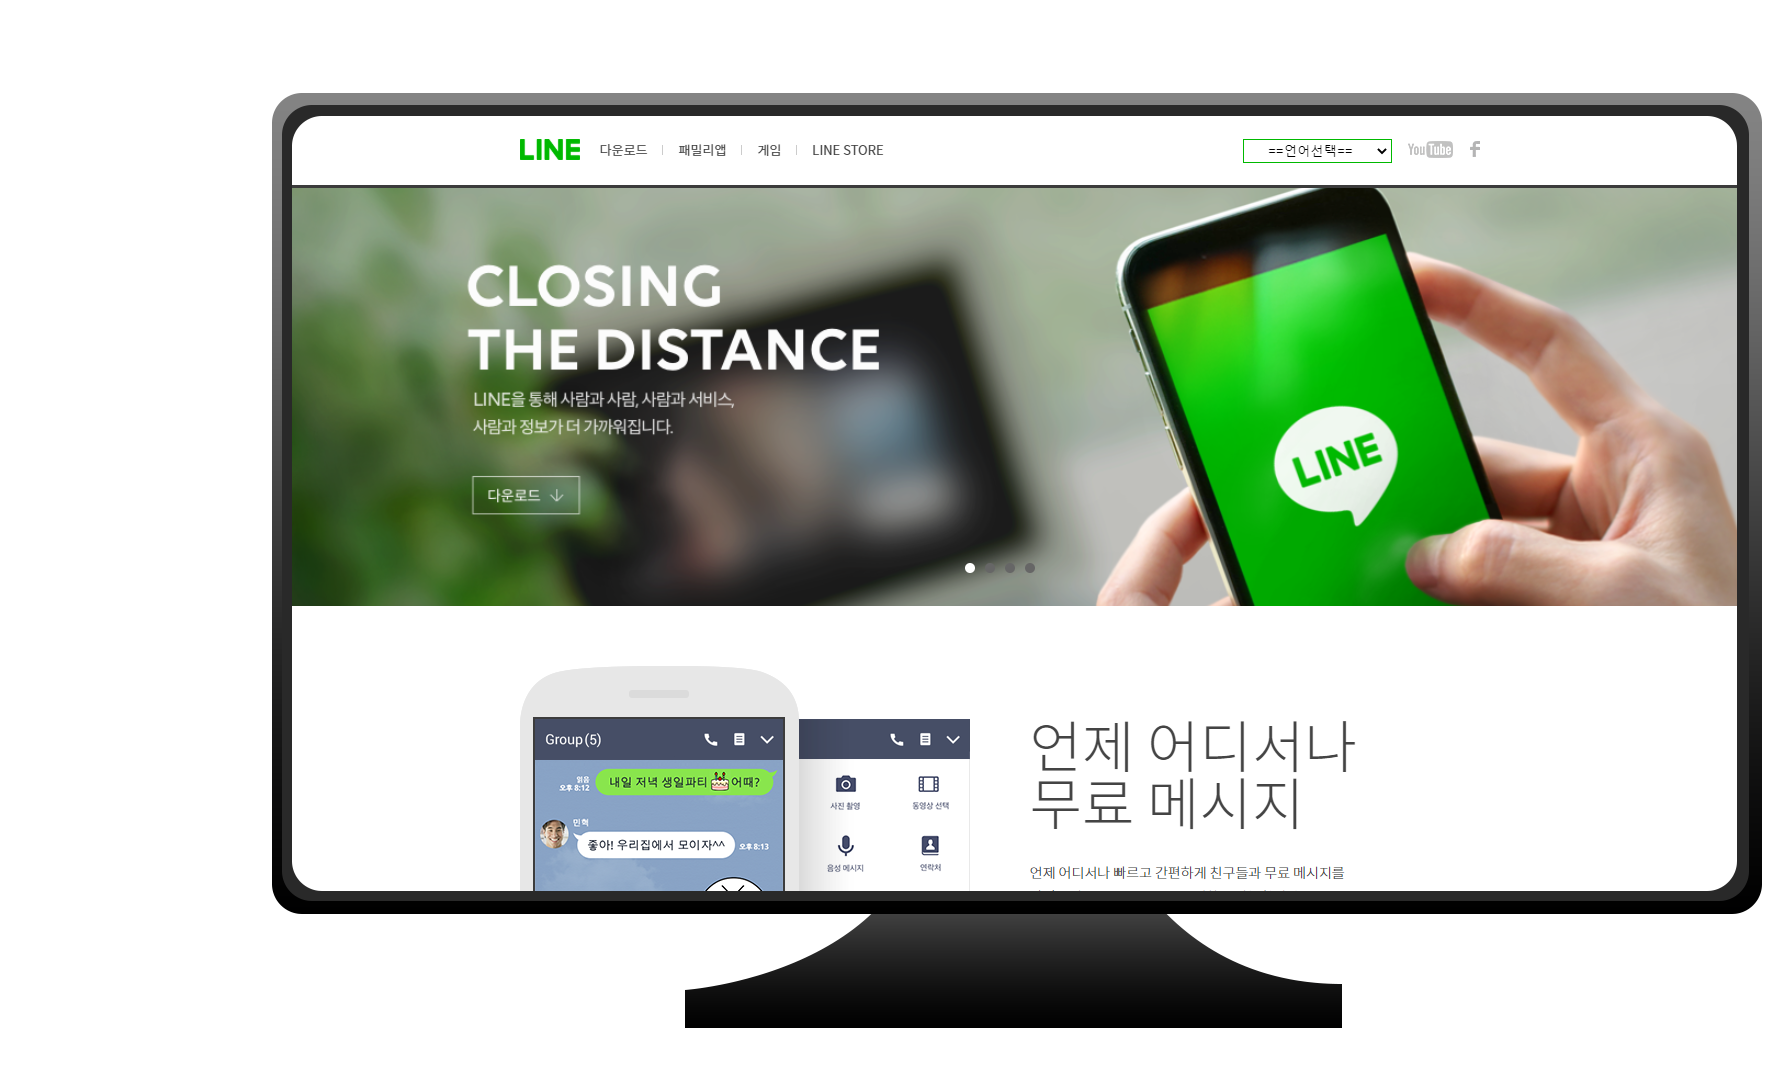 LINE 다운로드 패밀리앱 게임 LINE STORE ==언어선택== YouTube f
CLOSING
THE DISTANCE
LINE을 통해 사람과 사람, 사람과 서비스,
사람과 정보가 더 가까워집니다.
다운로드
LINE
Group(5)
읽음
오후 8:12
내일 저녁 생일파티 어때?
민혁
좋아! 우리집에서 모이자^^
오후 8:13
사진 촬영 동영상 선택
음성 메시지 연락처
언제 어디서나
무료 메시지
언제 어디서나 빠르고 간편하게 친구들과 무료 메시지를